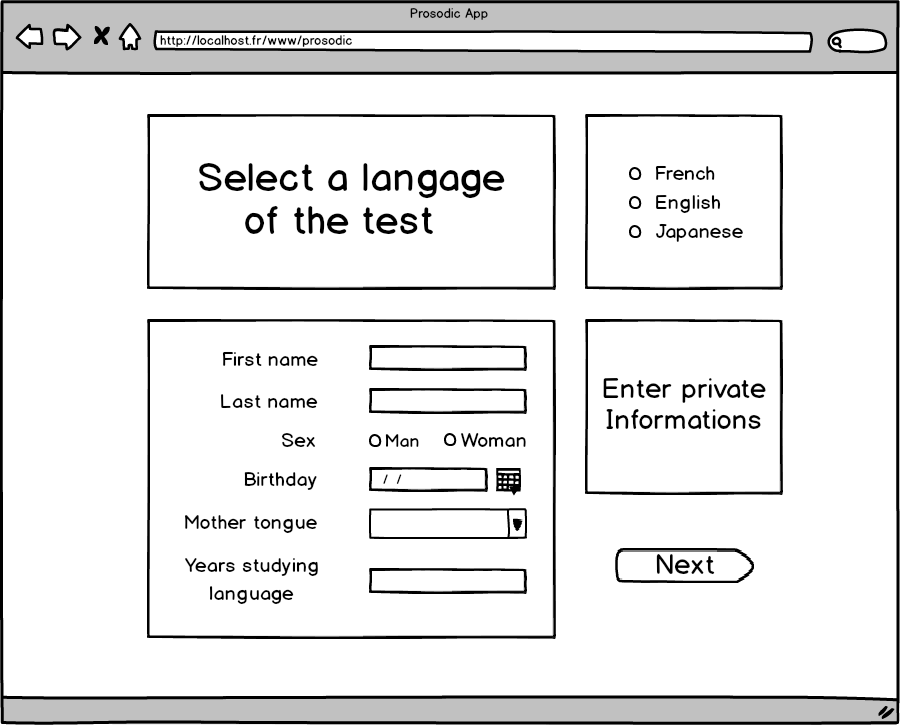 Prosodic App
http://localhost.fr/www/prosodic
Select a langage
of the test
French
English
Japanese
First name
Last name
Sex
Man
Woman
Birthday
/ /
Mother tongue
Years studying
language
Enter private
Informations
Next